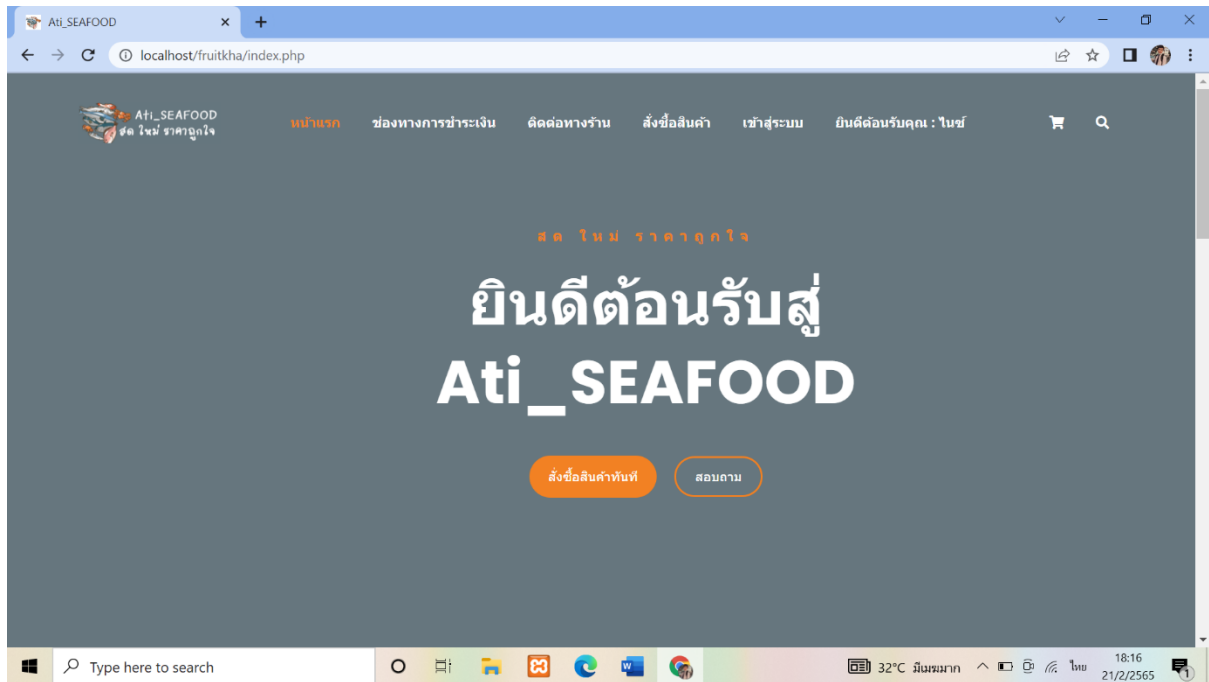 Ati_SEAFOOD
localhost/fruitkha/index.php
Ati_SEAFOOD
สด ใหม่ ราคาถูกใจ
หน้าแรก ช่องทางการชำระเงิน ติดต่อทางร้าน สั่งซื้อสินค้า เข้าสู่ระบบ ยินดีต้อนรับคุณ : ไนซ์
สด ใหม่ ราคาถูกใจ
ยินดีต้อนรับสู่
Ati_SEAFOOD
สั่งซื้อสินค้าทันที สอบถาม
Type here to search
32°C มีเมฆมาก
ไทย
18:16
21/2/2565
1